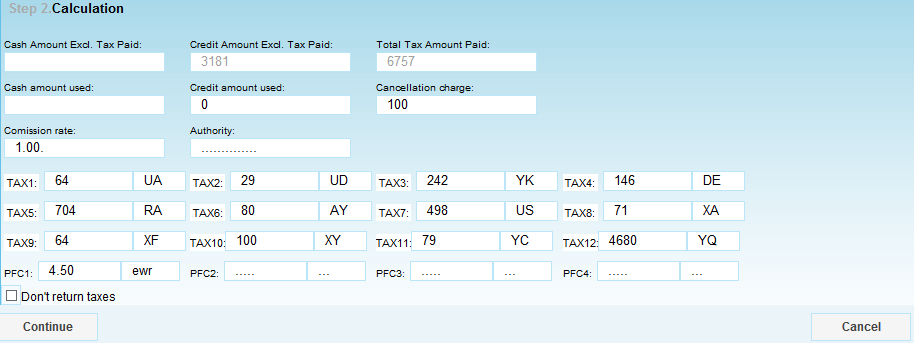 Step 2.Calculation
Cash Amount Excl. Tax Paid: Credit Amount Excl. Tax Paid: Total Tax Amount Paid:
3181 6757
Cash amount used: Credit amount used: Cancellation charge:
0 100
Comission rate: Authority:
1.00. ..............
TAX1: 64 UA TAX2: 29 UD TAX3: 242 YK TAX4: 146 DE
TAX5: 704 RA TAX6: 80 AY TAX7: 498 US TAX8: 71 XA
TAX9: 64 XF TAX10: 100 XY TAX11: 79 YC TAX12: 4680 YQ
PFC1: 4.50 ewr PFC2: ..... ... PFC3: ..... ... PFC4: ..... ...
Don't return taxes
Continue Cancel